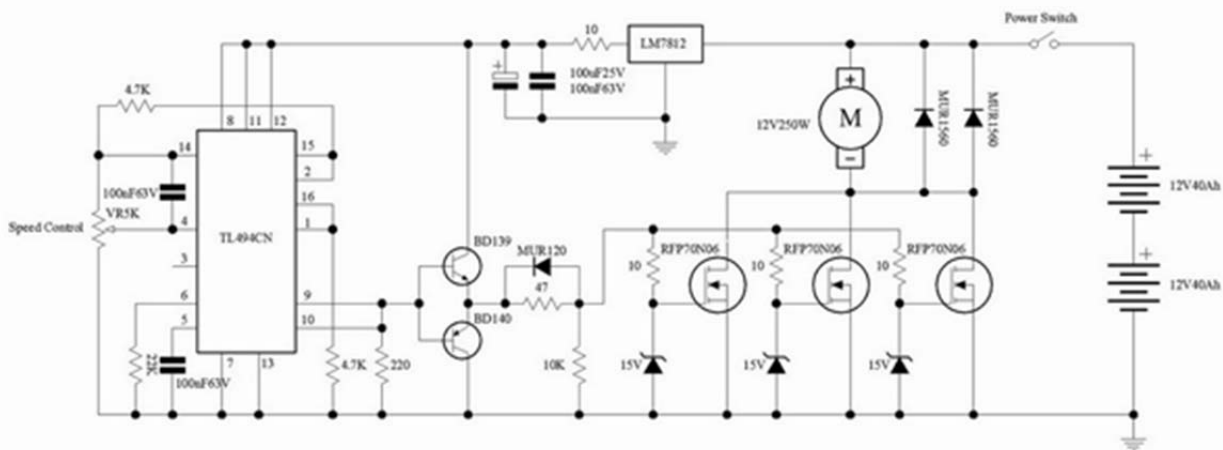 Power Switch
10
LM7812
+
100uF25V
100nF63V
4.7K
8
11
12
+
M
−
12V250W
MUR1560
MUR1560
14
15
2
100nF63V
16
VR5K
Speed Control
4
1
TL494CN
3
6
5
9
10
7
13
22K
100nF63V
4.7K
220
BD139
MUR120
47
BD140
10K
10
RFP70N06
10
RFP70N06
10
RFP70N06
15V
15V
15V
+
12V40Ah
+
12V40Ah